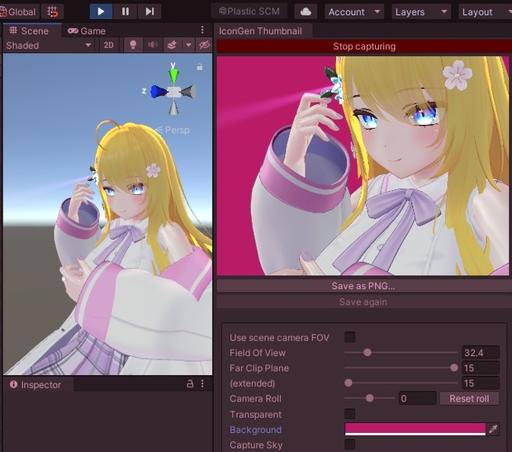 Global Plastic SCM Account Layers Layout
Scene Game IconGen Thumbnail
Shaded 2D Stop capturing
y
z
Persp
Save as PNG...
Save again
Use scene camera FOV
Field Of View 32.4
Far Clip Plane 15
(extended) 15
Inspector
Camera Roll 0 Reset roll
Transparent
Background
Capture Sky